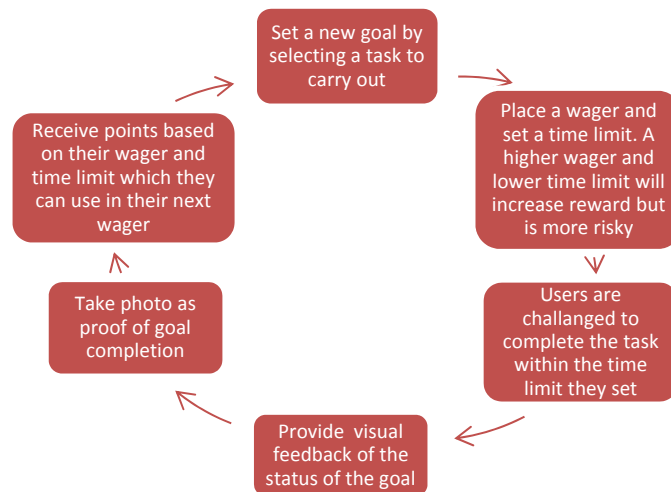 Set a new goal by
selecting a task to
carry out
Place a wager and
set a time limit. A
higher wager and
lower time limit will
increase reward but
is more risky
Users are
challanged to
complete the task
within the time
limit they set
Provide visual
feedback of the
status of the goal
Take photo as
proof of goal
completion
Receive points based
on their wager and
time limit which they
can use in their next
wager